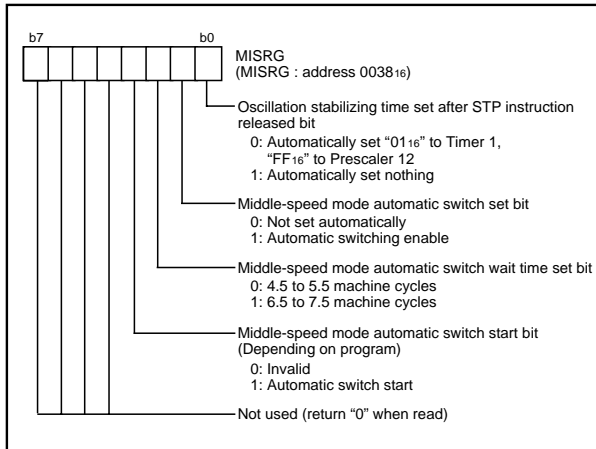 b7 b0
MISRG
(MISRG : address 0038₁₆)
Oscillation stabilizing time set after STP instruction
released bit
0: Automatically set “01₁₆” to Timer 1,
“FF₁₆” to Prescaler 12
1: Automatically set nothing
Middle-speed mode automatic switch set bit
0: Not set automatically
1: Automatic switching enable
Middle-speed mode automatic switch wait time set bit
0: 4.5 to 5.5 machine cycles
1: 6.5 to 7.5 machine cycles
Middle-speed mode automatic switch start bit
(Depending on program)
0: Invalid
1: Automatic switch start
Not used (return “0” when read)